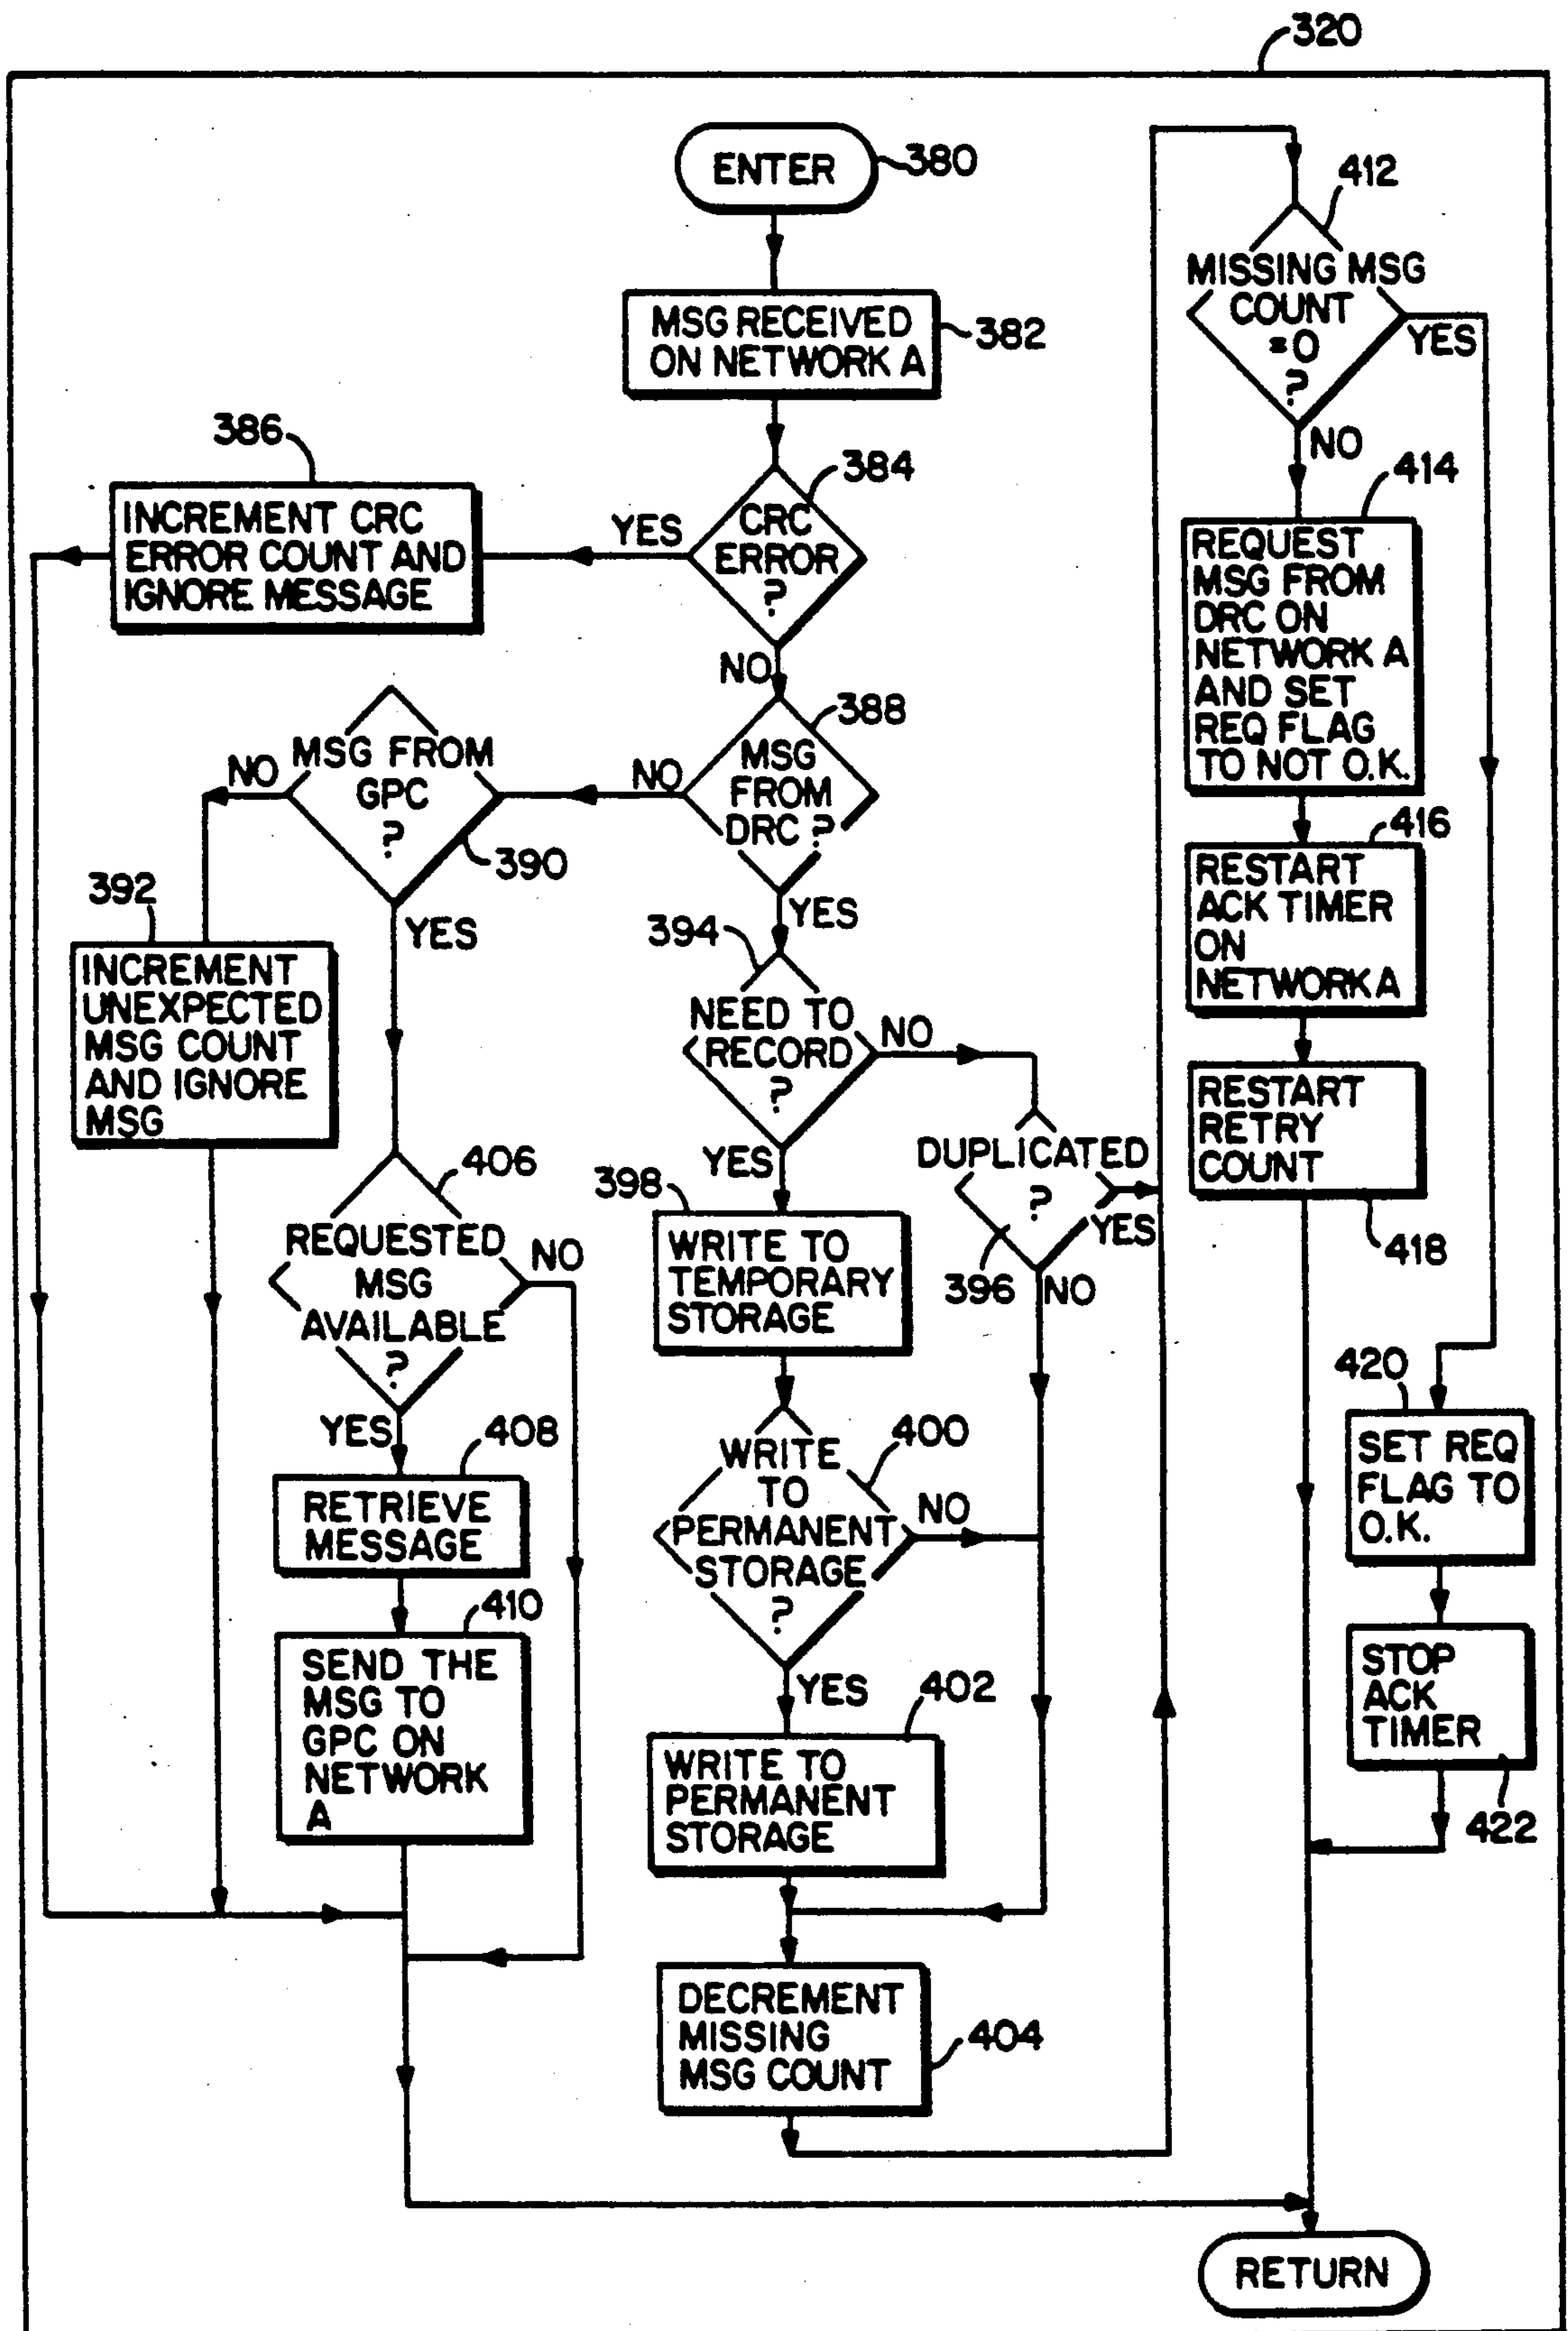 320
ENTER
380
MSG RECEIVED
ON NETWORK A
382
386
INCREMENT CRC
ERROR COUNT AND
IGNORE MESSAGE
YES
384
CRC
ERROR
?
NO
388
MSG
FROM
DRC ?
NO
YES
MSG FROM
GPC
?
390
NO
YES
392
INCREMENT
UNEXPECTED
MSG COUNT
AND IGNORE
MSG
394
NEED TO
RECORD
?
NO
YES
DUPLICATED
?
396
YES
NO
398
WRITE TO
TEMPORARY
STORAGE
406
REQUESTED
MSG
AVAILABLE
?
NO
YES
408
RETRIEVE
MESSAGE
410
SEND THE
MSG TO
GPC ON
NETWORK
A
400
WRITE
TO
PERMANENT
STORAGE
?
NO
YES
402
WRITE TO
PERMANENT
STORAGE
DECREMENT
MISSING
MSG COUNT
404
412
MISSING MSG
COUNT
=0
?
YES
NO
414
REQUEST
MSG FROM
DRC ON
NETWORK A
AND SET
REQ FLAG
TO NOT O.K.
416
RESTART
ACK TIMER
ON
NETWORK A
RESTART
RETRY
COUNT
418
420
SET REQ
FLAG TO
O.K.
STOP
ACK
TIMER
422
RETURN